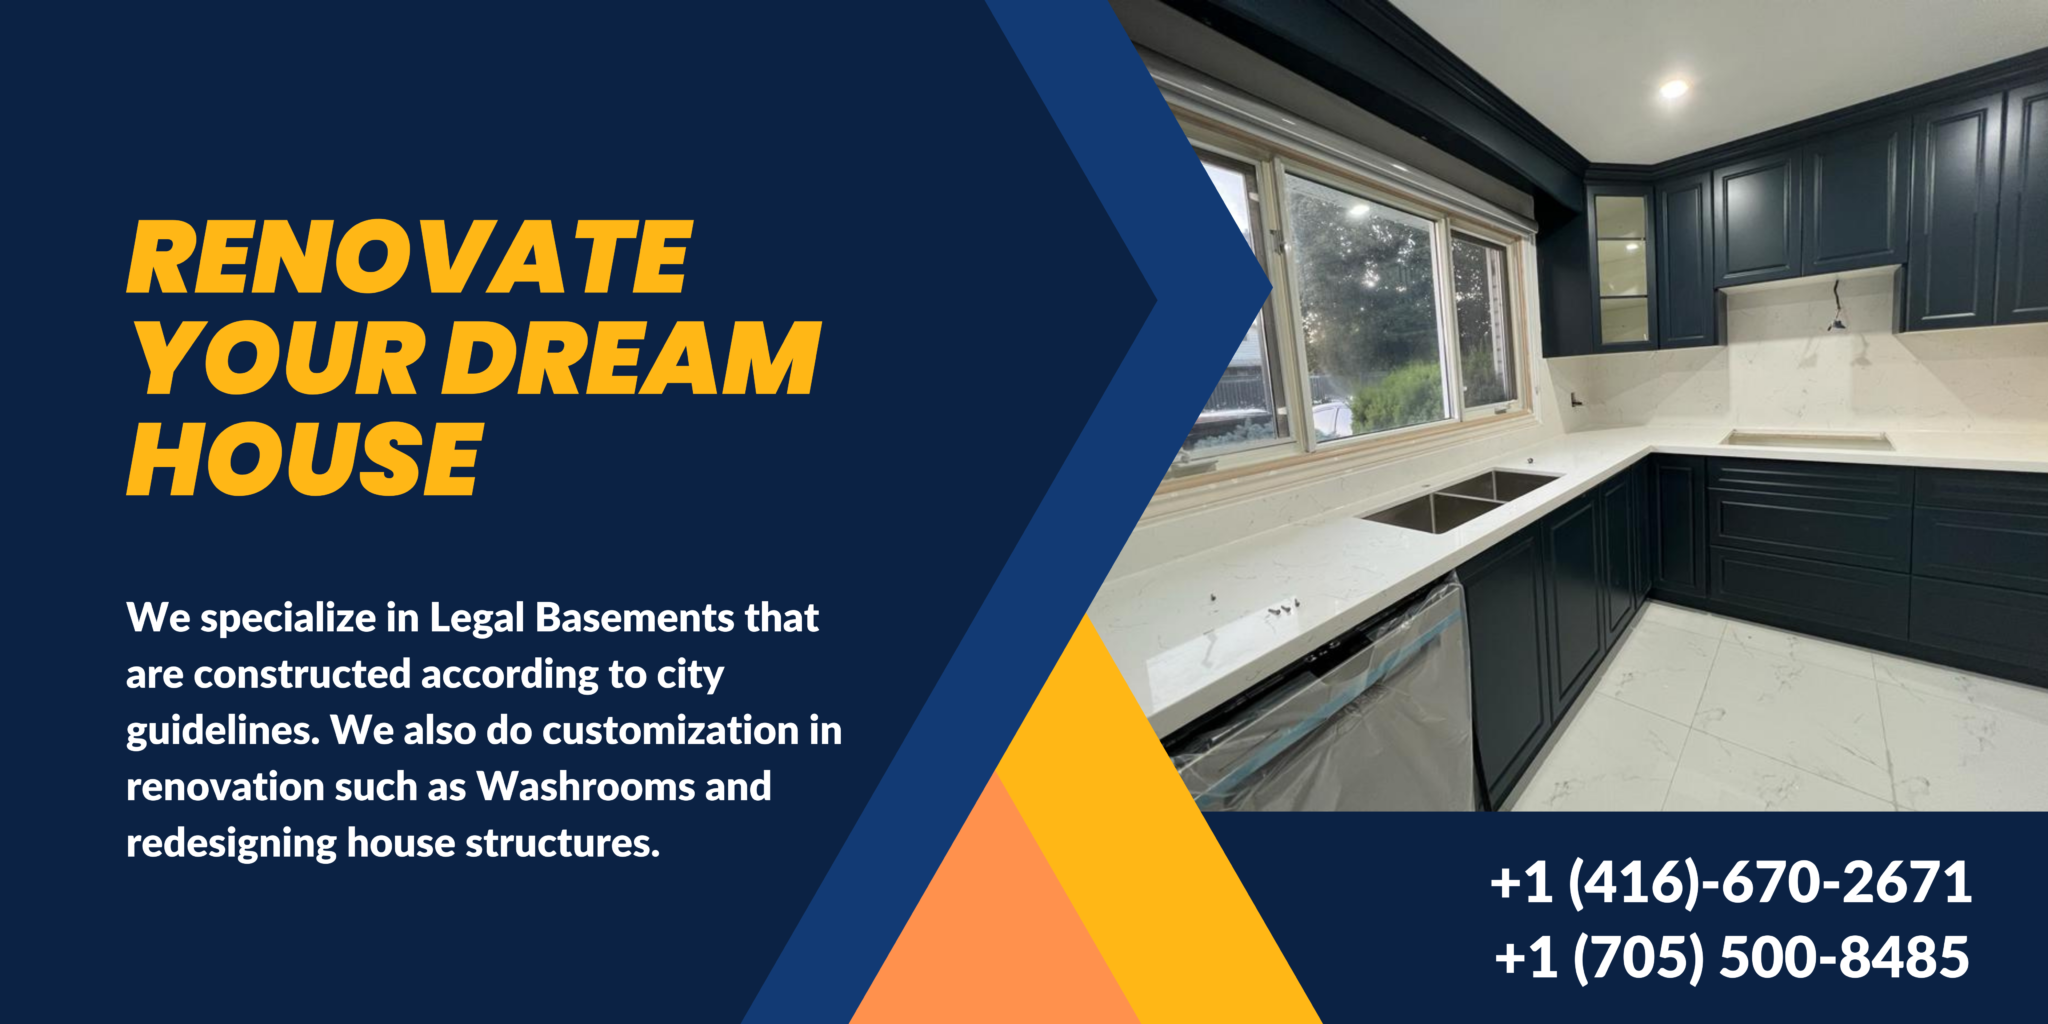 RENOVATE
YOUR DREAM
HOUSE
We specialize in Legal Basements that
are constructed according to city
guidelines. We also do customization in
renovation such as Washrooms and
redesigning house structures.
+1 (416)-670-2671
+1 (705) 500-8485